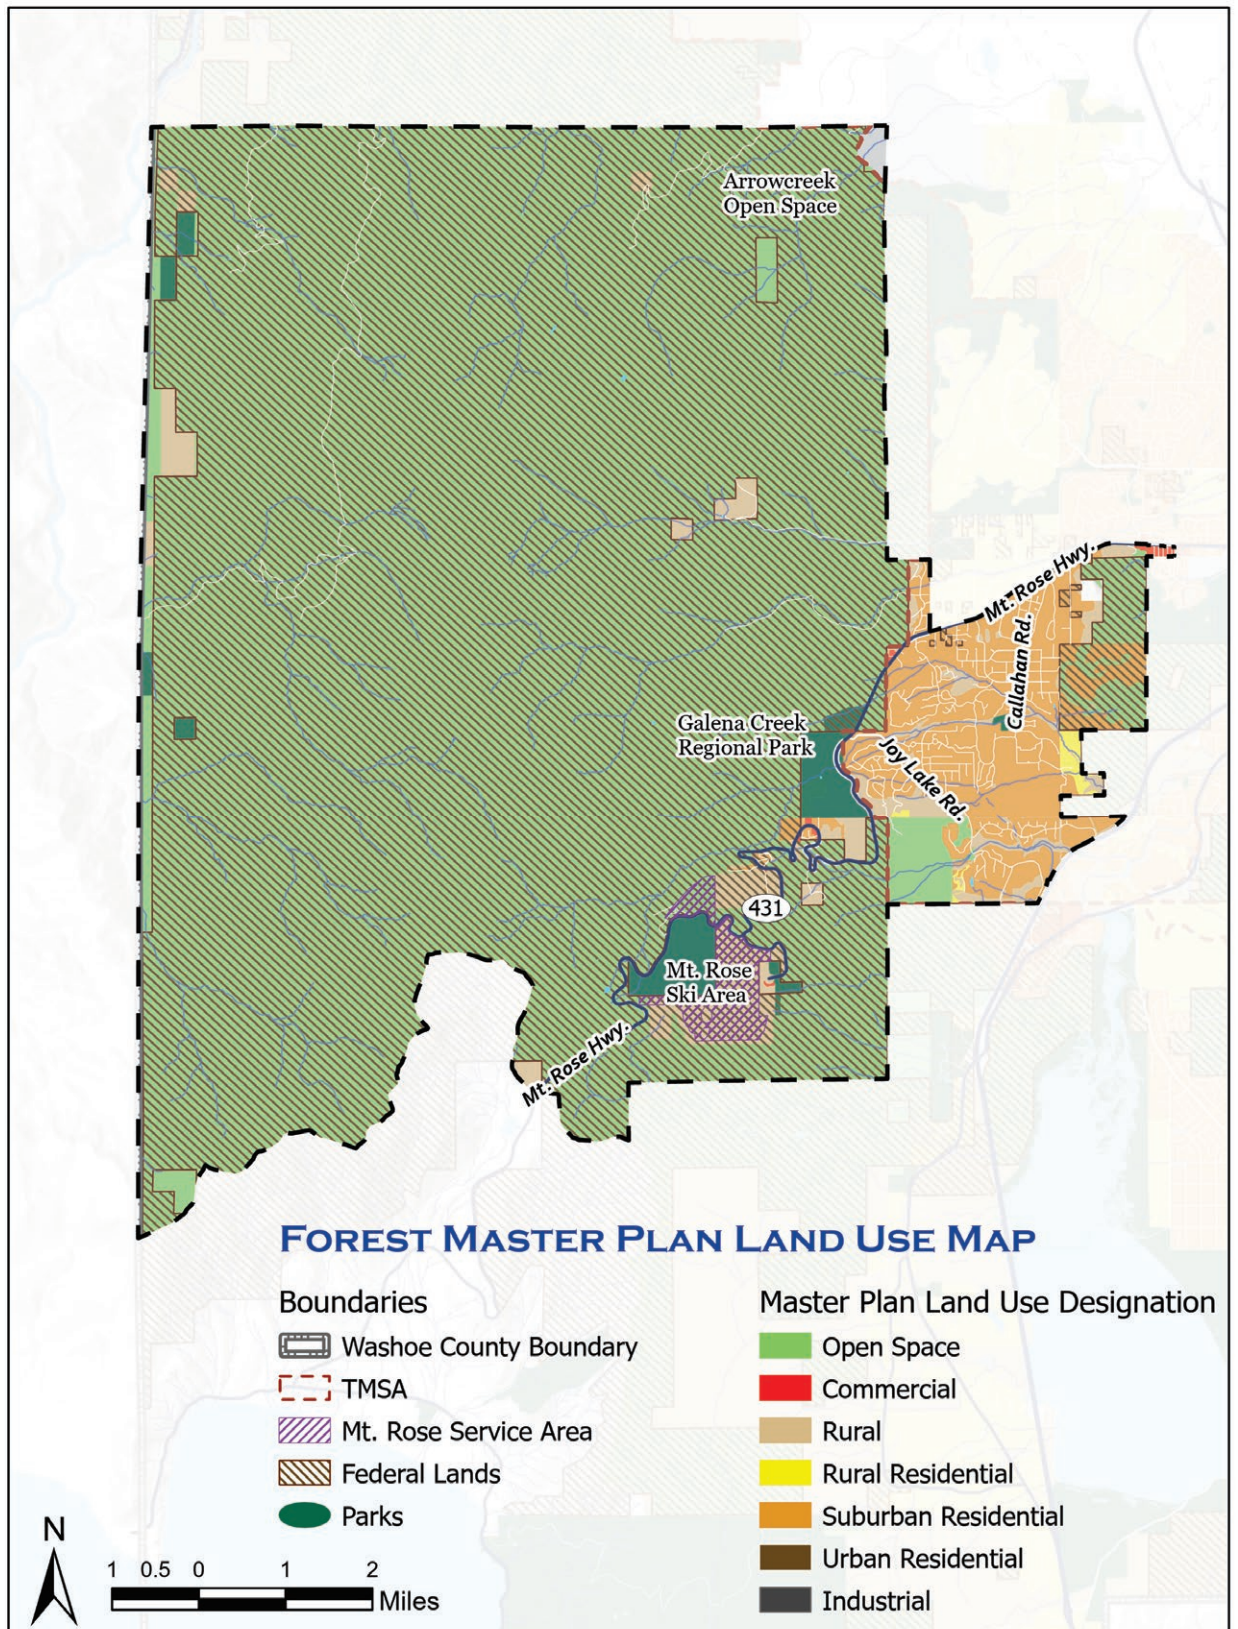 Arrowcreek
Open Space
Mt. Rose Hwy.
Callahan Rd.
Galena Creek
Regional Park
Joy Lake Rd.
431
Mt. Rose
Ski Area
Mt. Rose Hwy.
FOREST MASTER PLAN LAND USE MAP
Boundaries
Washoe County Boundary
TMSA
Mt. Rose Service Area
Federal Lands
Parks
Master Plan Land Use Designation
Open Space
Commercial
Rural
Rural Residential
Suburban Residential
Urban Residential
Industrial
N
1 0.5 0 1 2
Miles